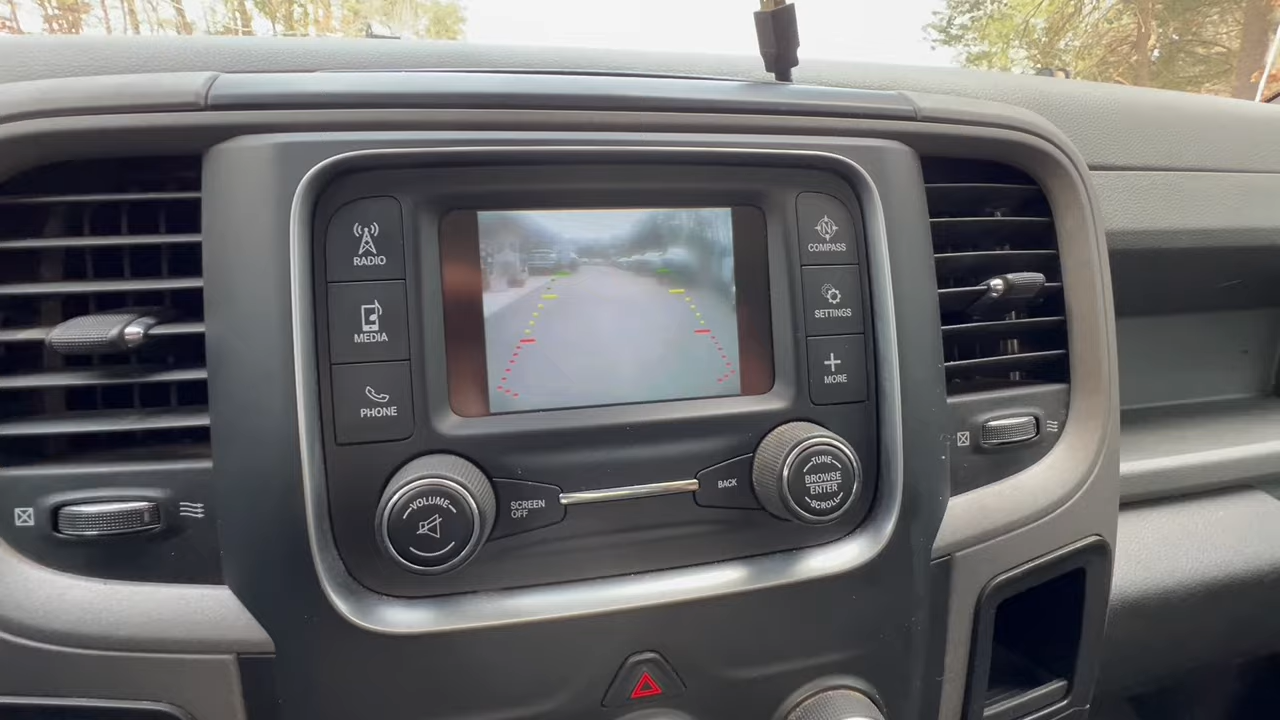 RADIO
MEDIA
PHONE
N
COMPASS
SETTINGS
MORE
VOLUME
SCREEN
OFF
BACK
TUNE
BROWSE
ENTER
SCROLL